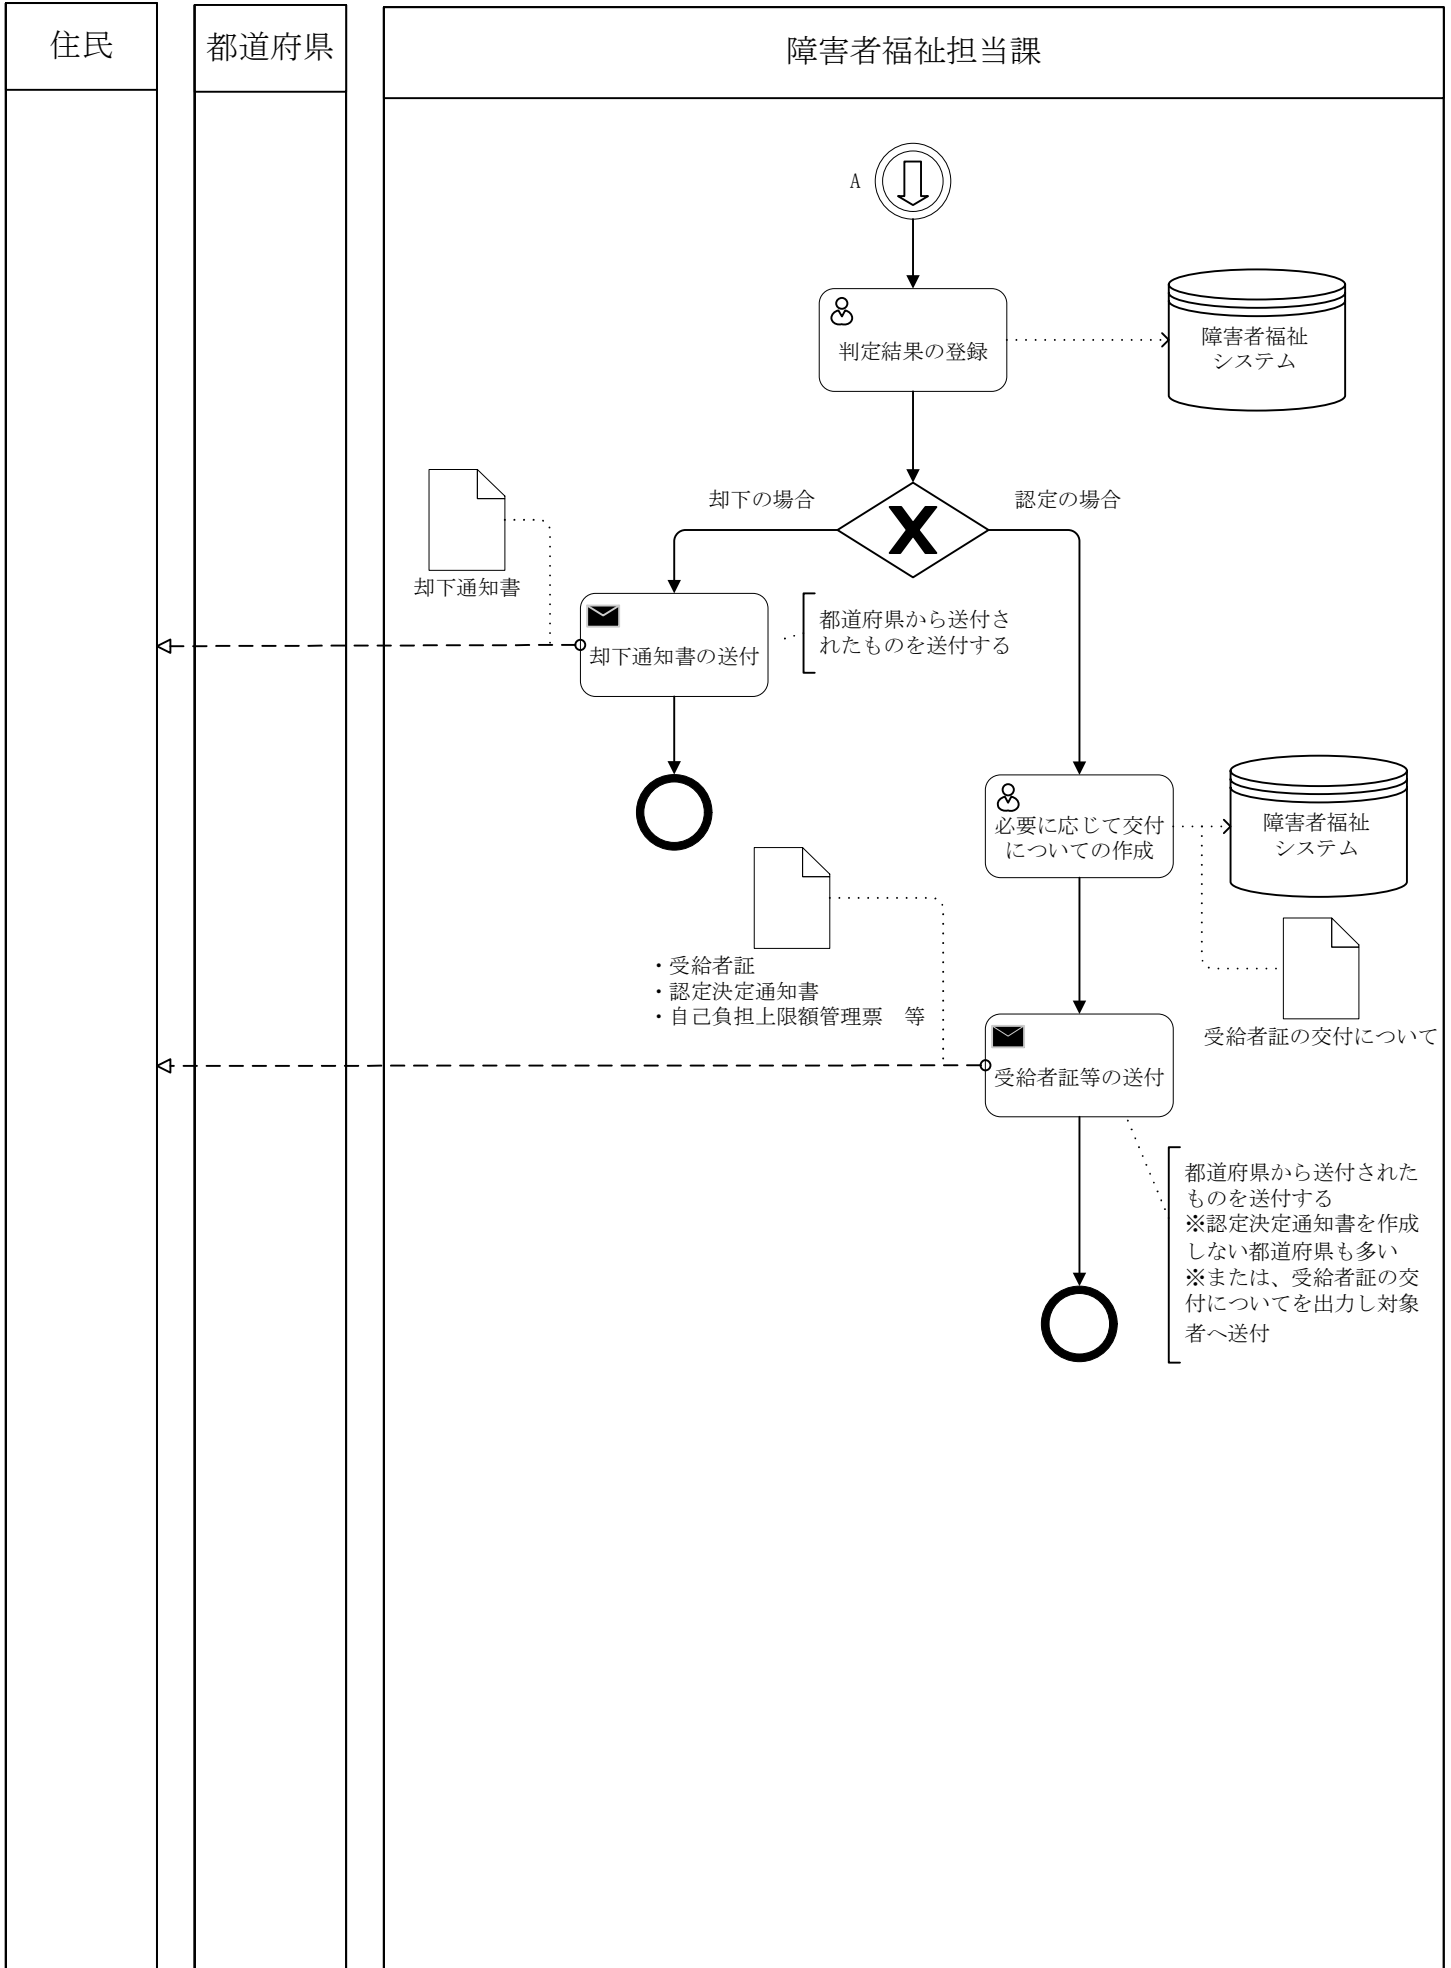 住民
都道府県
障害者福祉担当課
A
判定結果の登録
障害者福祉
システム
却下の場合
認定の場合
却下通知書
却下通知書の送付
都道府県から送付さ
れたものを送付する
必要に応じて交付
についての作成
障害者福祉
システム
・受給者証
・認定決定通知書
・自己負担上限額管理票　等
受給者証の交付について
受給者証等の送付
都道府県から送付された
ものを送付する
※認定決定通知書を作成
しない都道府県も多い
※または、受給者証の交
付についてを出力し対象
者へ送付